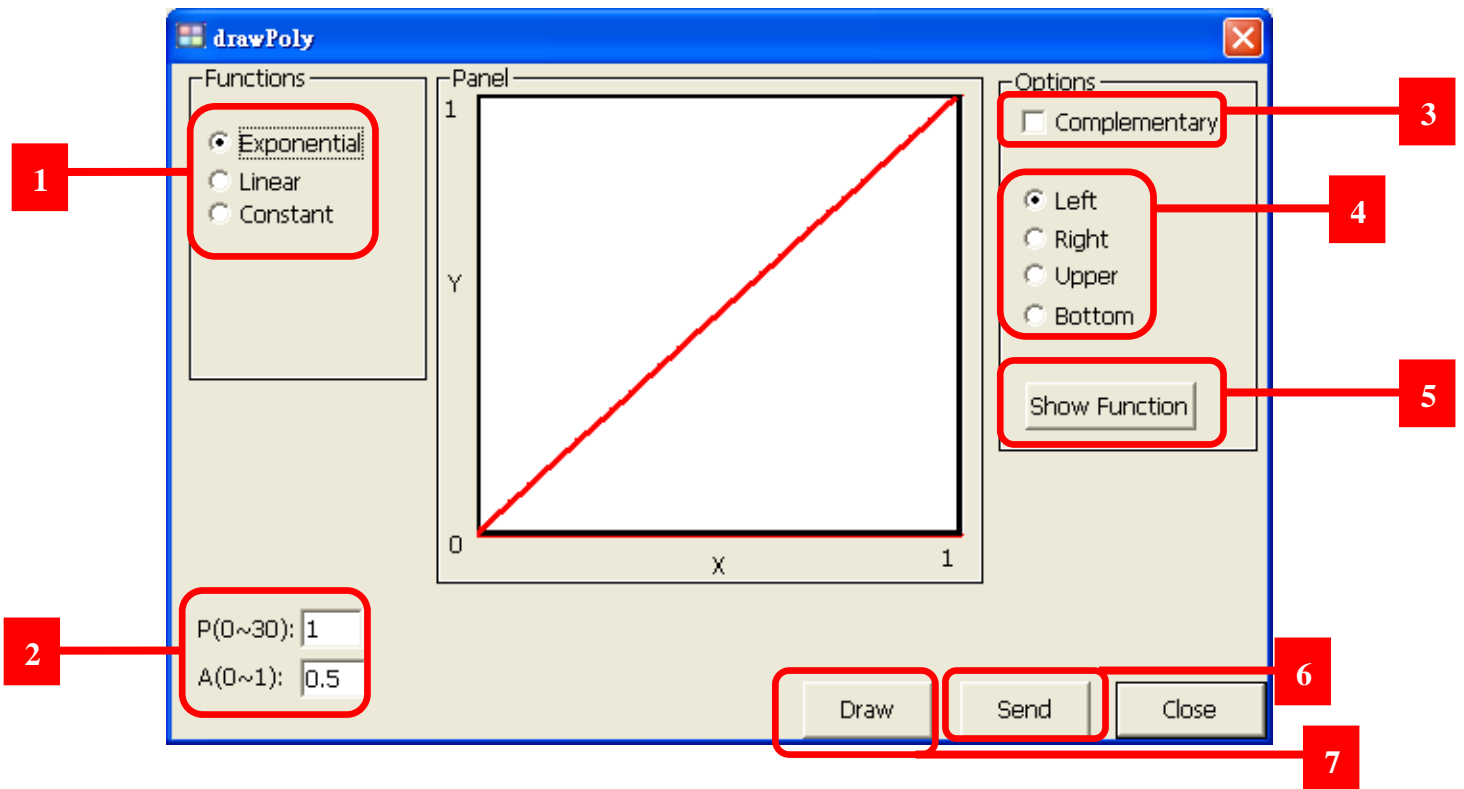 drawPoly
Functions
Exponential
Linear
Constant
Panel
1
Y
0
X
1
Options
Complementary
Left
Right
Upper
Bottom
Show Function
P(0~30): 1
A(0~1): 0.5
Draw
Send
Close
1
2
3
4
5
6
7